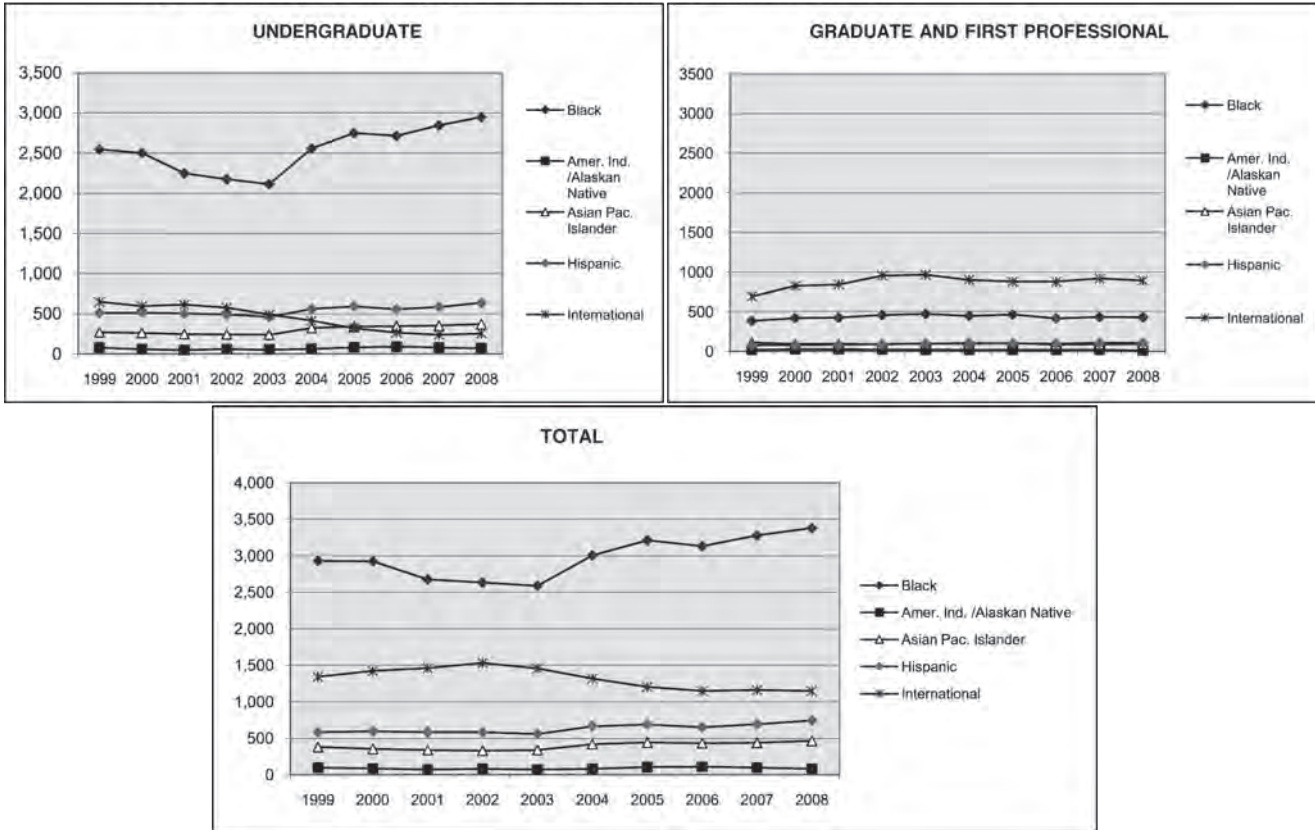 UNDERGRADUATE
3,500
3,000
2,500
2,000
1,500
1,000
500
0
1999 2000 2001 2002 2003 2004 2005 2006 2007 2008
Black
Amer. Ind.
/Alaskan
Native
Asian Pac.
Islander
Hispanic
International
GRADUATE AND FIRST PROFESSIONAL
3500
3000
2500
2000
1500
1000
500
0
1999 2000 2001 2002 2003 2004 2005 2006 2007 2008
Black
Amer. Ind.
/Alaskan
Native
Asian Pac.
Islander
Hispanic
International
TOTAL
4,000
3,500
3,000
2,500
2,000
1,500
1,000
500
0
1999 2000 2001 2002 2003 2004 2005 2006 2007 2008
Black
Amer. Ind. /Alaskan Native
Asian Pac. Islander
Hispanic
International